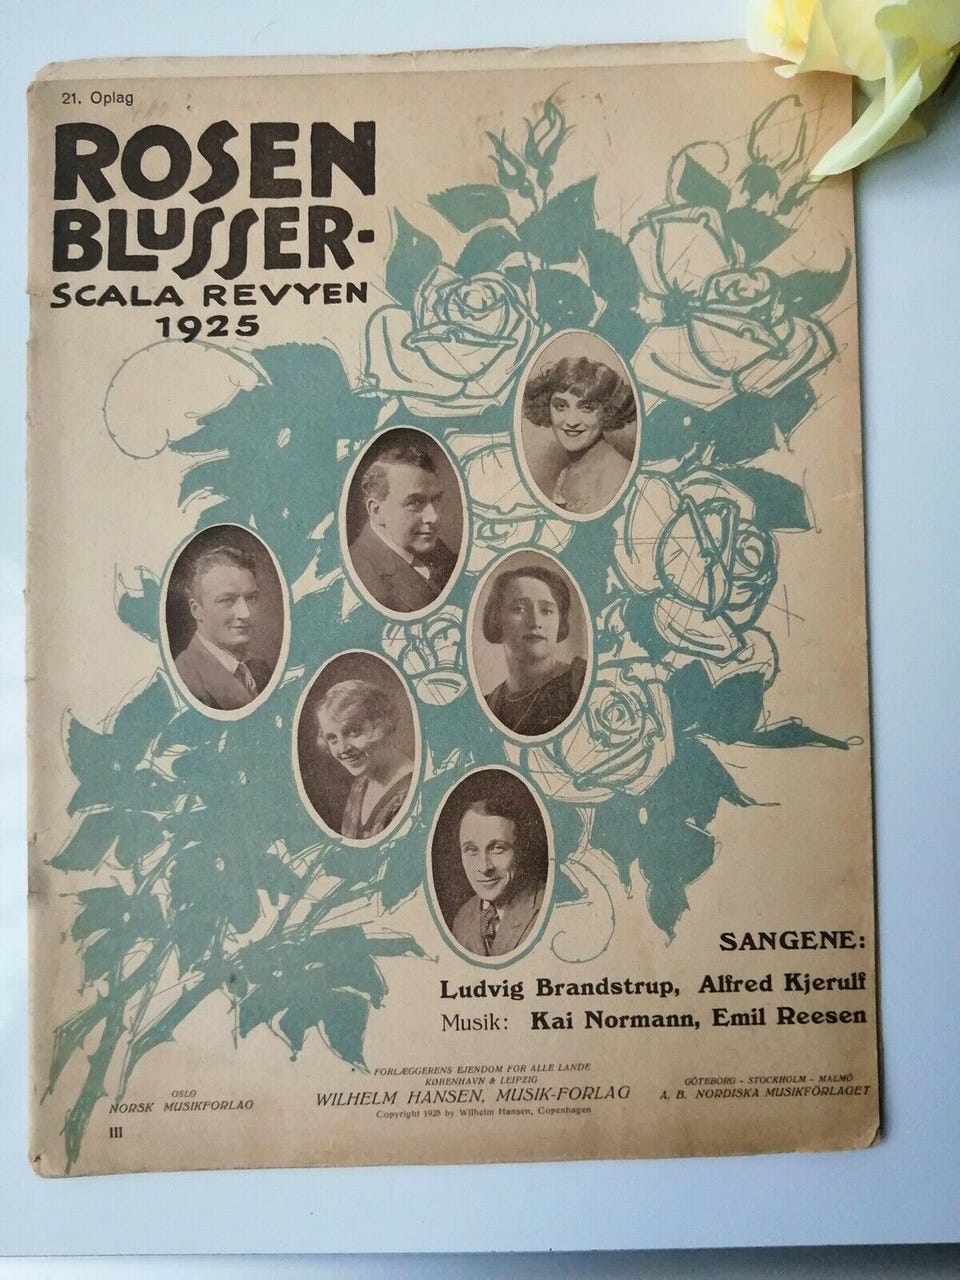 21. Oplag
ROSEN
BLUSSER-
SCALA REVYEN
1925
SANGENE:
Ludvig Brandstrup, Alfred Kjerulf
Musik: Kai Normann, Emil Reesen
FORLÆGGERENS EJENDOM FOR ALLE LANDE
KØBENHAVN & LEIPZIG
WILHELM HANSEN, MUSIK-FORLAG
Copyright 1925 by Wilhelm Hansen, Copenhagen
OSLO
NORSK MUSIKFORLAG
GÖTEBORG - STOCKHOLM - MALMÖ
A. B. NORDISKA MUSIKFÖRLAGET
III